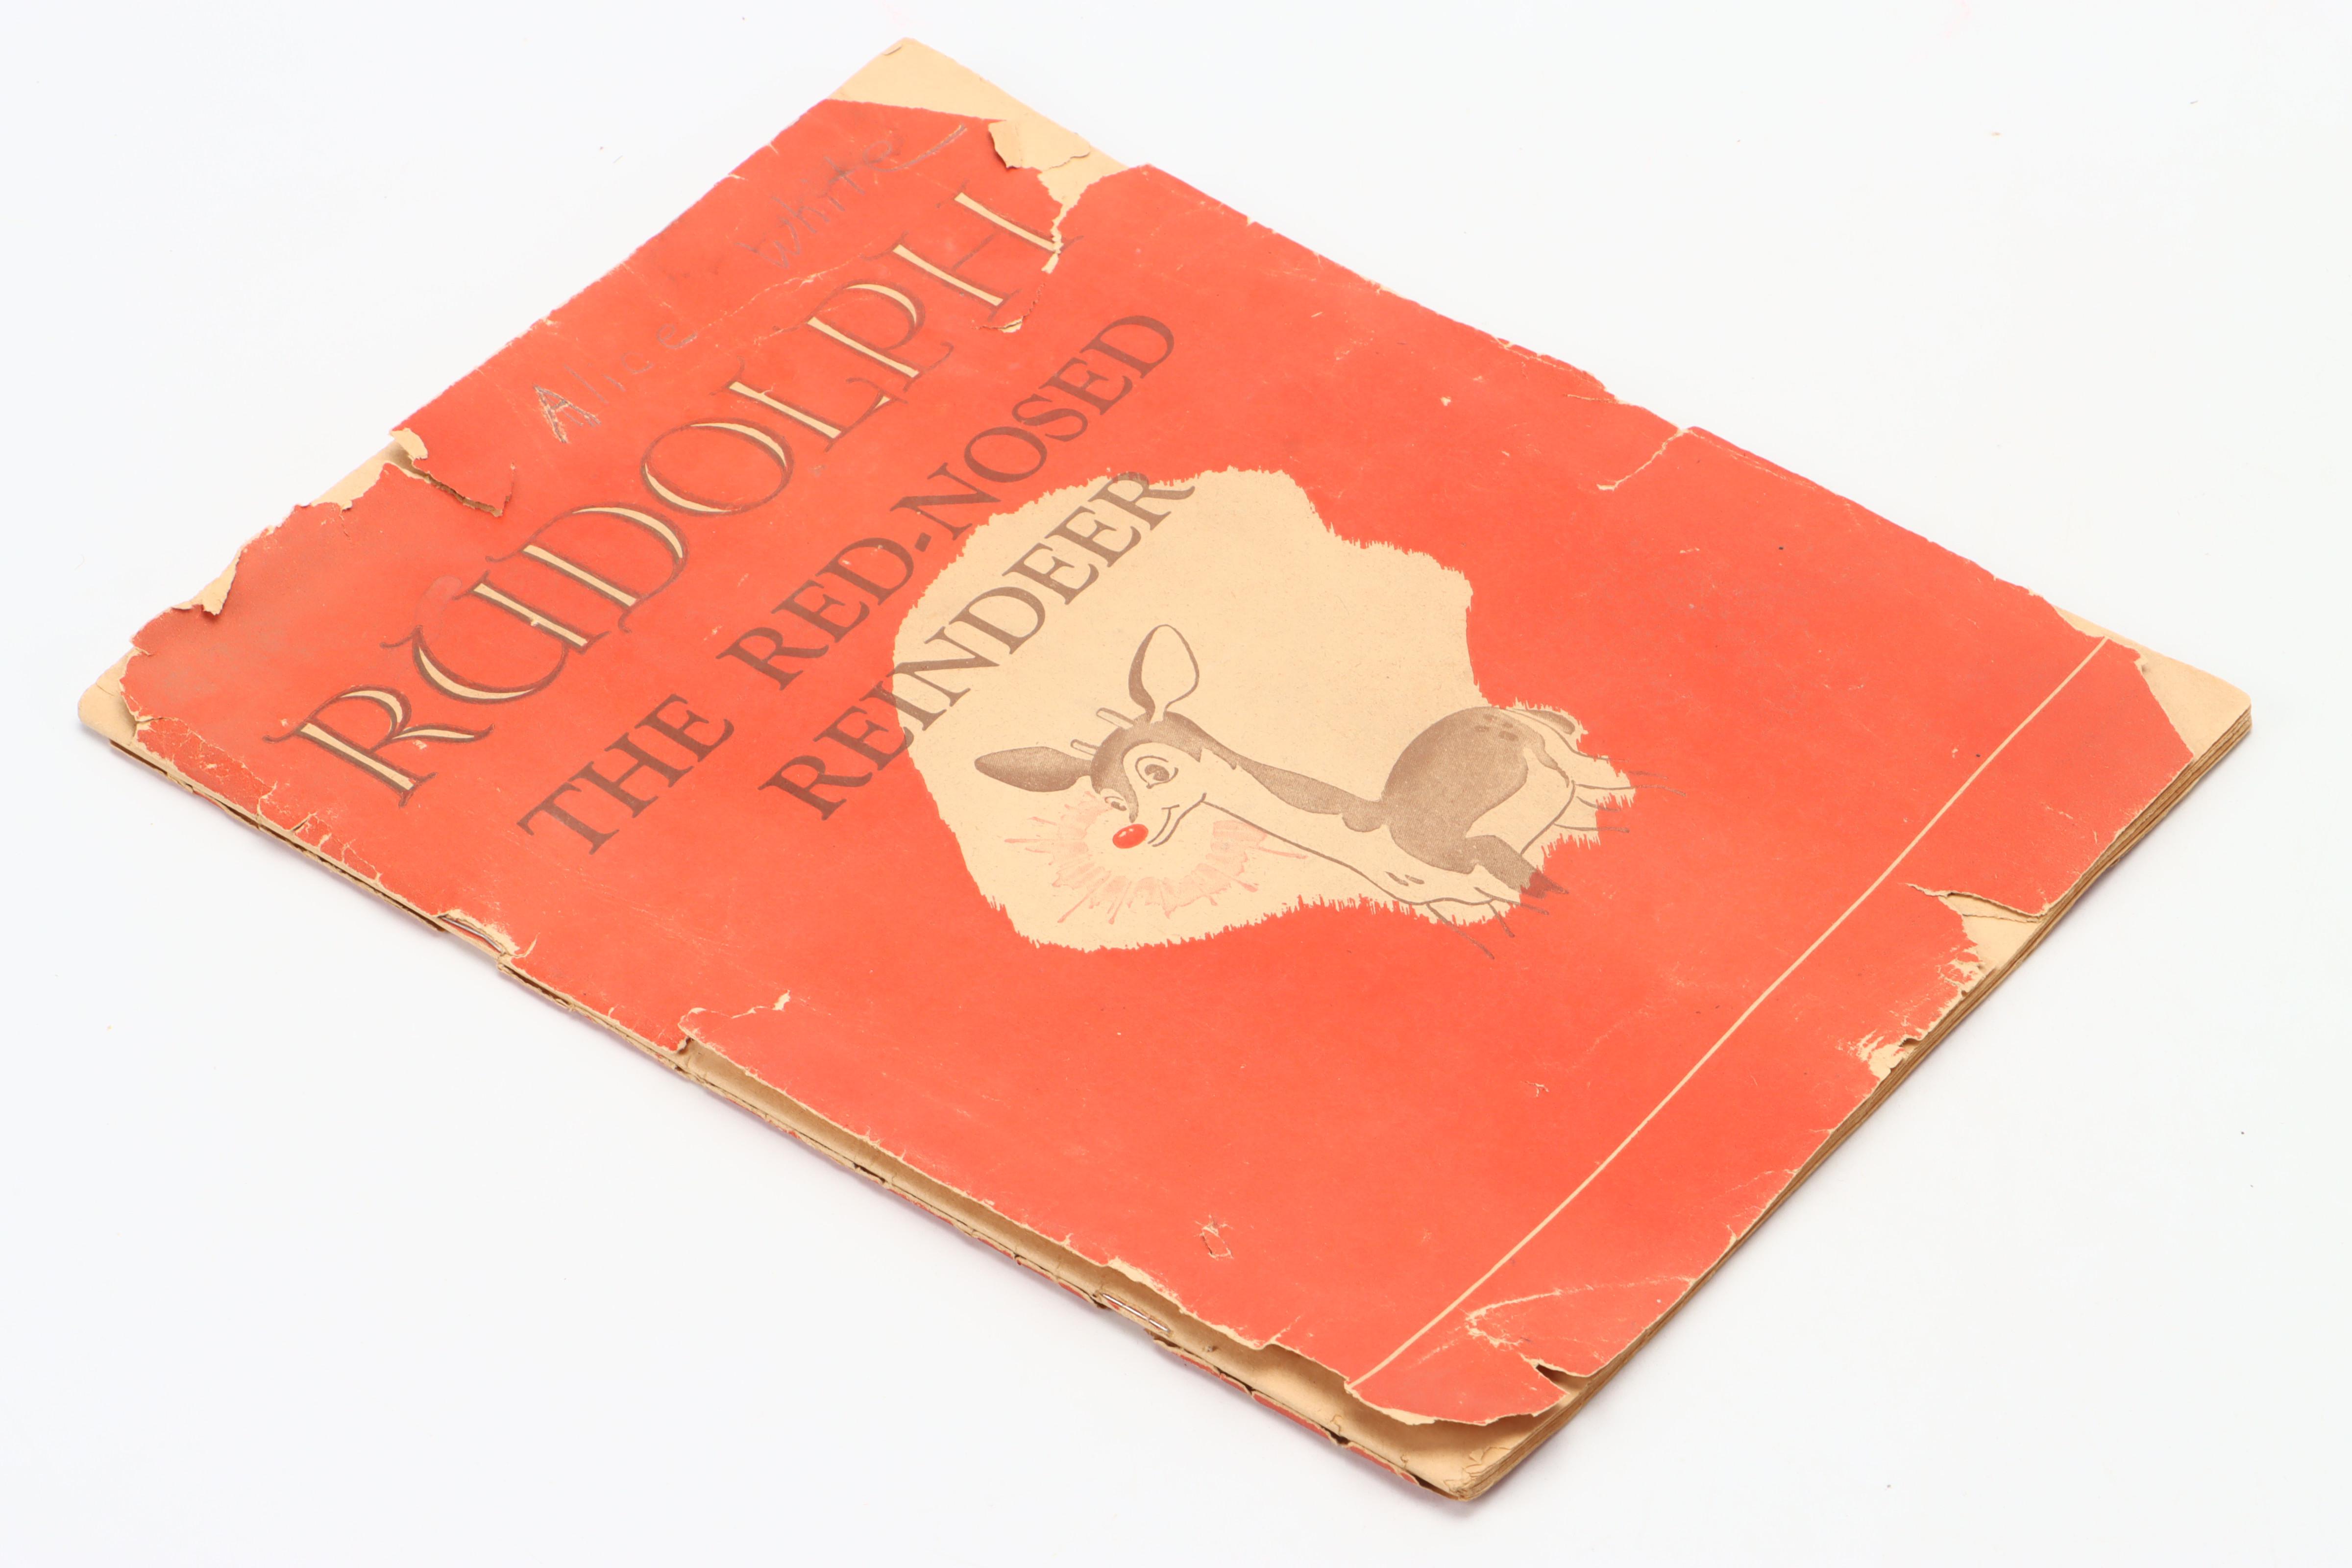 Alice White
RUDOLPH
THE RED-NOSED
REINDEER